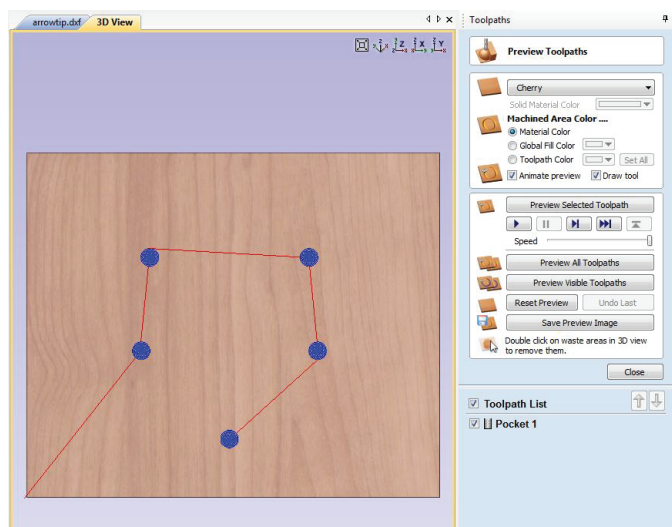 arrowtip.dxf
3D View
Toolpaths
Preview Toolpaths
Cherry
Solid Material Color
Machined Area Color ....
Material Color
Global Fill Color
Toolpath Color
Set All
Animate preview
Draw tool
Preview Selected Toolpath
Speed
Preview All Toolpaths
Preview Visible Toolpaths
Reset Preview
Undo Last
Save Preview Image
Double click on waste areas in 3D view
to remove them.
Close
Toolpath List
Pocket 1